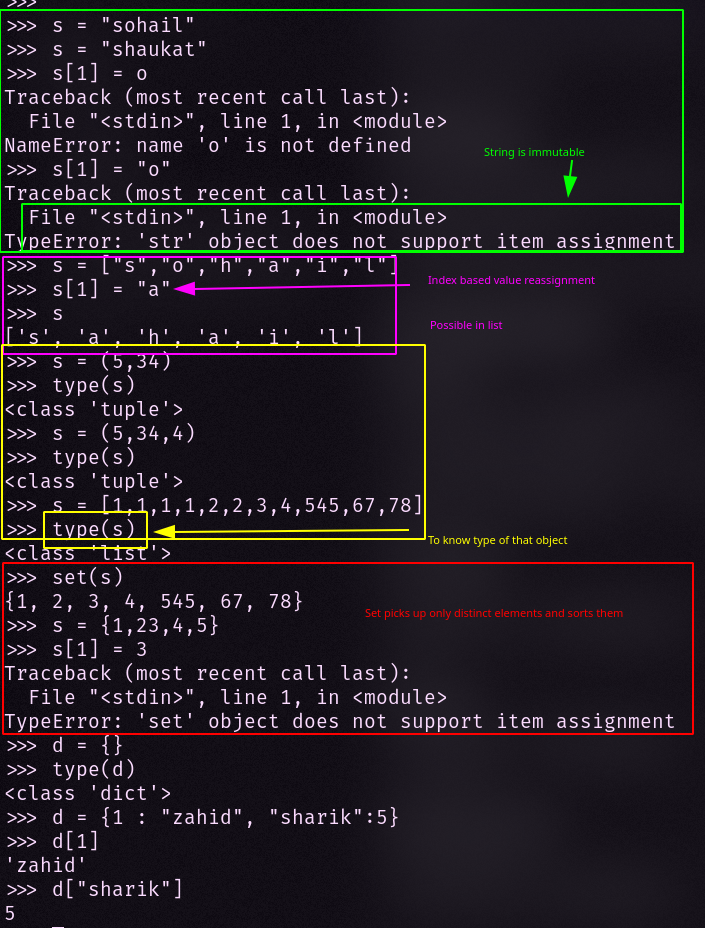 >>>
>>> s = "sohail"
>>> s = "shaukat"
>>> s[1] = o
Traceback (most recent call last):
  File "<stdin>", line 1, in <module>
NameError: name 'o' is not defined
String is immutable
>>> s[1] = "o"
Traceback (most recent call last):
  File "<stdin>", line 1, in <module>
TypeError: 'str' object does not support item assignment
>>> s = ["s","o","h","a","i","l"]
>>> s[1] = "a"
Index based value reassignment
>>> s
Possible in list
['s', 'a', 'h', 'a', 'i', 'l']
>>> s = (5,34)
>>> type(s)
<class 'tuple'>
>>> s = (5,34,4)
>>> type(s)
<class 'tuple'>
>>> s = [1,1,1,1,2,2,3,4,545,67,78]
>>> type(s)
To know type of that object
<class 'list'>
>>> set(s)
{1, 2, 3, 4, 545, 67, 78}
Set picks up only distinct elements and sorts them
>>> s = {1,23,4,5}
>>> s[1] = 3
Traceback (most recent call last):
  File "<stdin>", line 1, in <module>
TypeError: 'set' object does not support item assignment
>>> d = {}
>>> type(d)
<class 'dict'>
>>> d = {1 : "zahid", "sharik":5}
>>> d[1]
'zahid'
>>> d["sharik"]
5